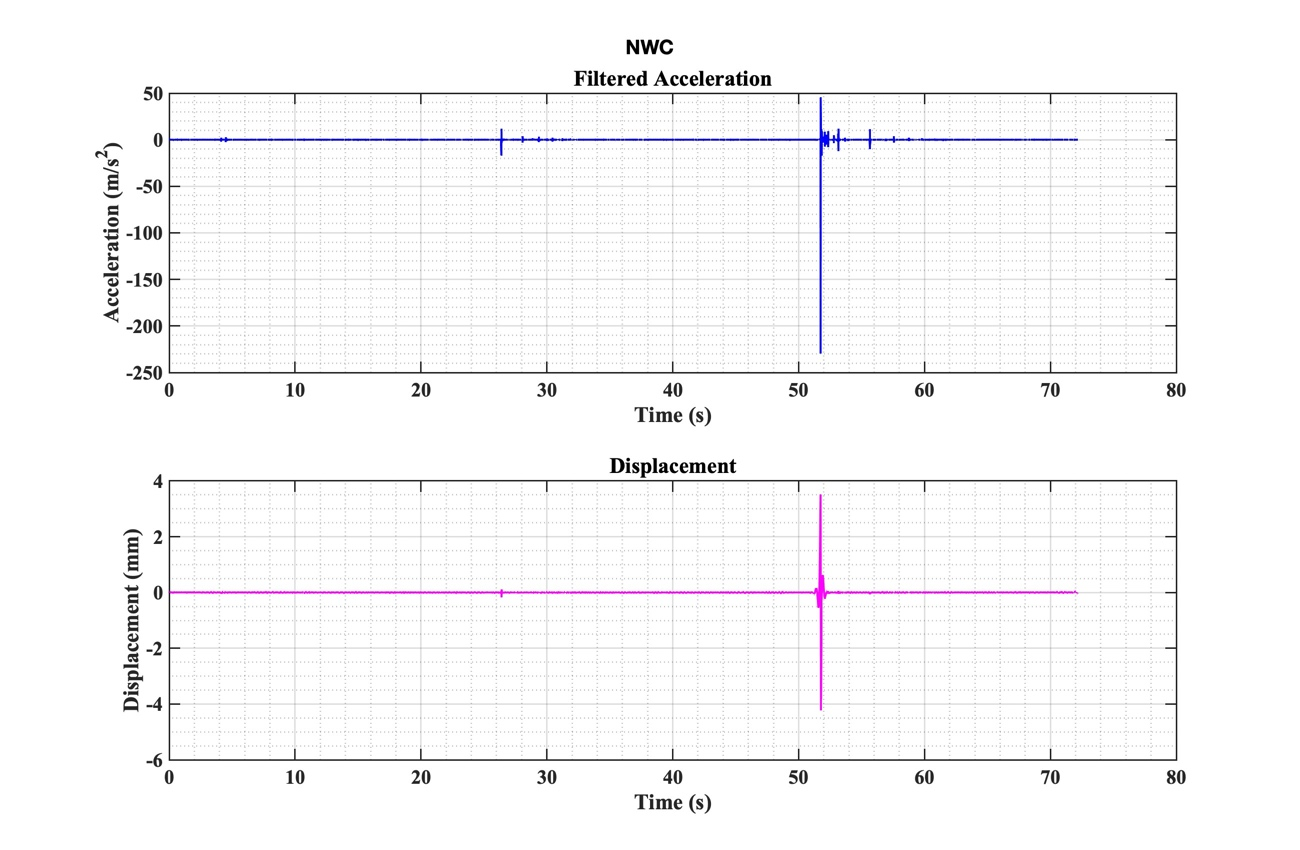 NWC
Filtered Acceleration
50
0
-50
-100
-150
-200
-250
Acceleration (m/s²)
0 10 20 30 40 50 60 70 80
Time (s)
Displacement
4
2
0
-2
-4
-6
Displacement (mm)
0 10 20 30 40 50 60 70 80
Time (s)